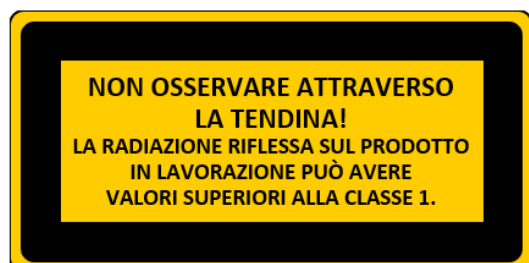 NON OSSERVARE ATTRAVERSO
LA TENDINA!
LA RADIAZIONE RIFLESSA SUL PRODOTTO
IN LAVORAZIONE PUÒ AVERE
VALORI SUPERIORI ALLA CLASSE 1.